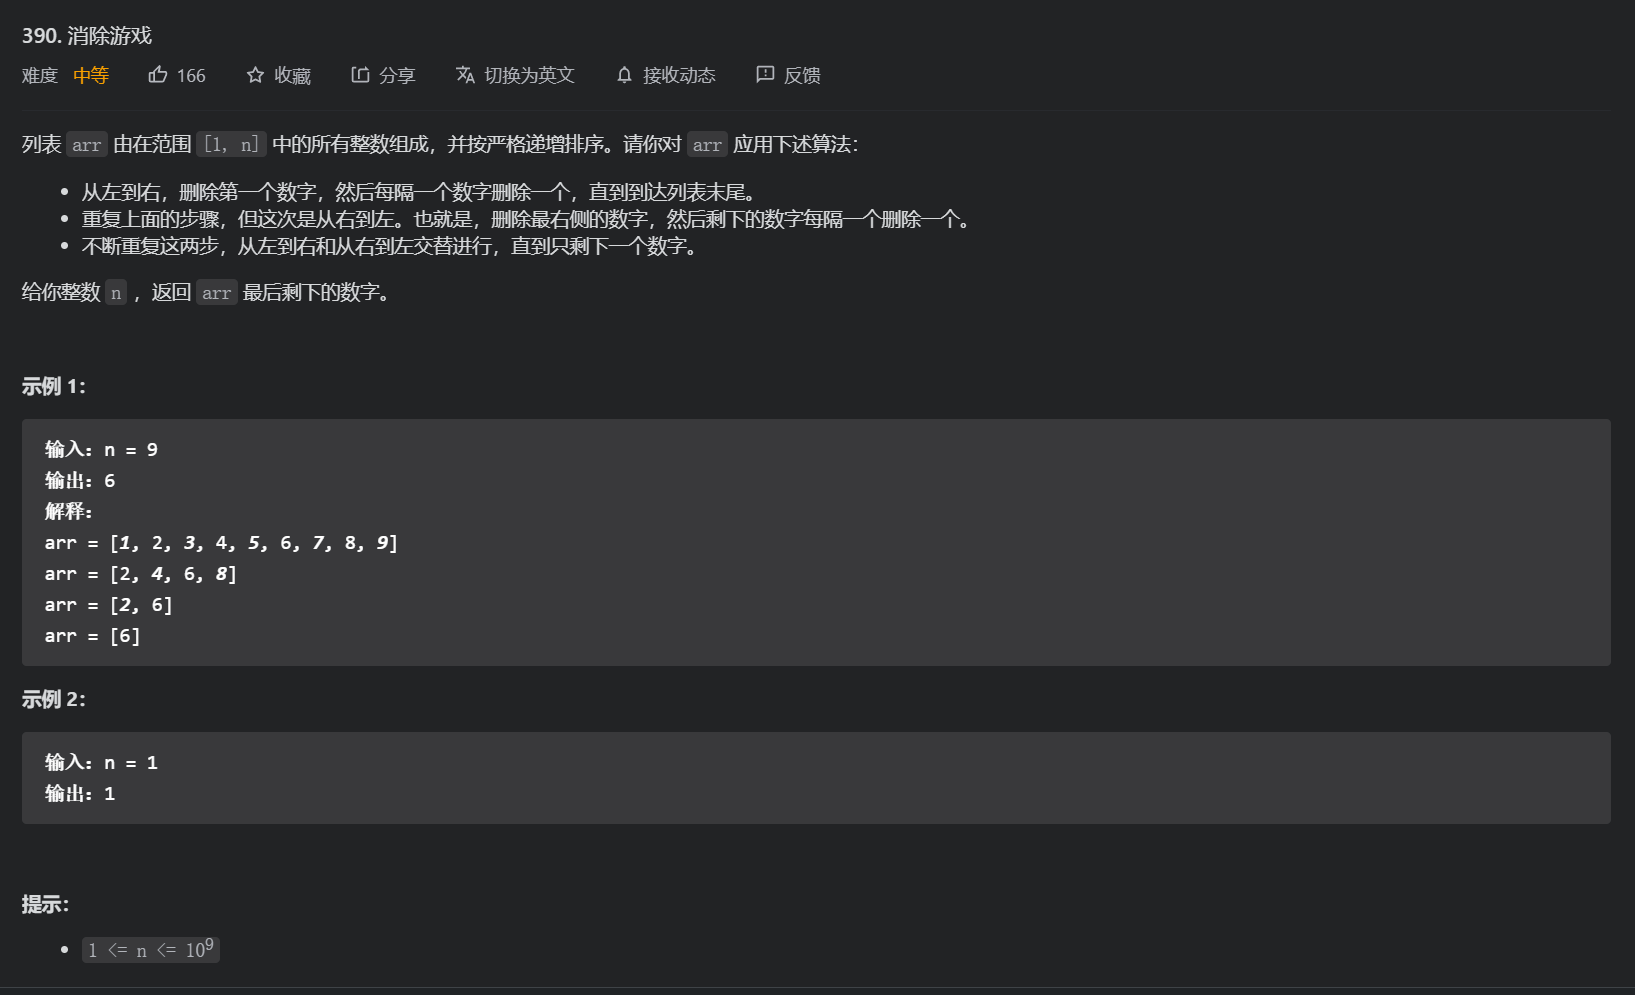 390. 消除游戏
难度 中等 166 收藏 分享 切换为英文 接收动态 反馈
列表 arr 由在范围 [1, n] 中的所有整数组成，并按严格递增排序。请你对 arr 应用下述算法：
从左到右，删除第一个数字，然后每隔一个数字删除一个，直到到达列表末尾。
重复上面的步骤，但这次是从右到左。也就是，删除最右侧的数字，然后剩下的数字每隔一个删除一个。
不断重复这两步，从左到右和从右到左交替进行，直到只剩下一个数字。
给你整数 n ，返回 arr 最后剩下的数字。
示例 1：
输入：n = 9
输出：6
解释：
arr = [1, 2, 3, 4, 5, 6, 7, 8, 9]
arr = [2, 4, 6, 8]
arr = [2, 6]
arr = [6]
示例 2：
输入：n = 1
输出：1
提示：
1 <= n <= 10⁹